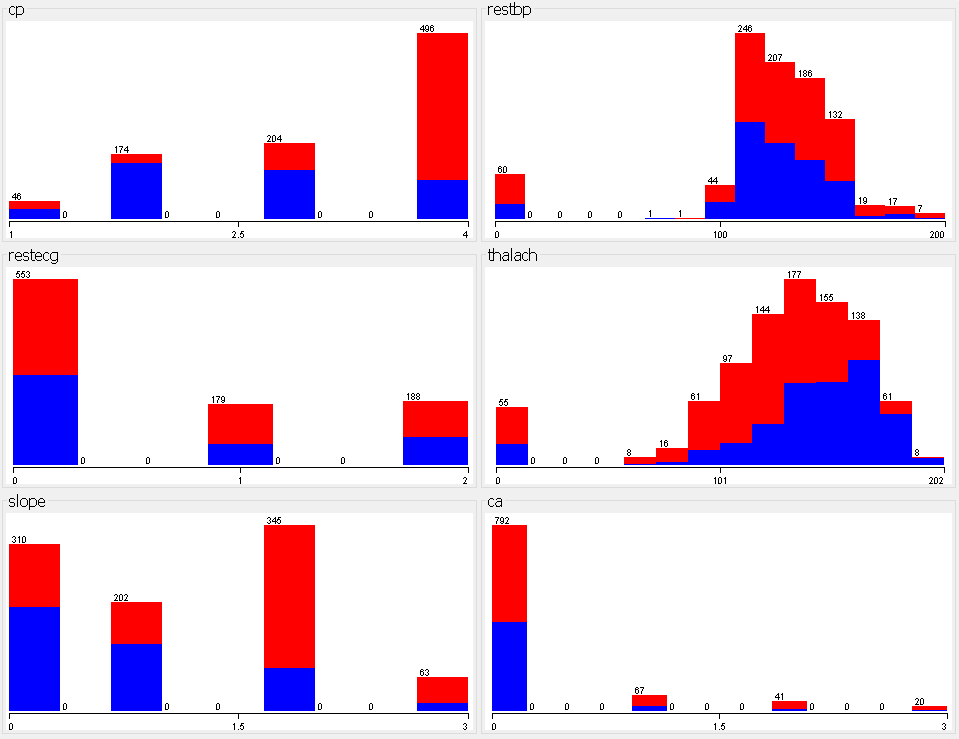 cp
46 0 174 0 0 204 0 0 496
1 2.5 4
restbp
60 0 0 0 0 1 1 44 246 207 186 132 19 17 7
0 100 200
restecg
553 0 0 179 0 0 188
0 1 2
thalach
55 0 0 0 8 16 61 97 144 177 155 138 61 8
0 101 202
slope
310 0 202 0 0 345 0 0 63
0 1.5 3
ca
792 0 0 0 67 0 0 0 41 0 0 0 20
0 1.5 3